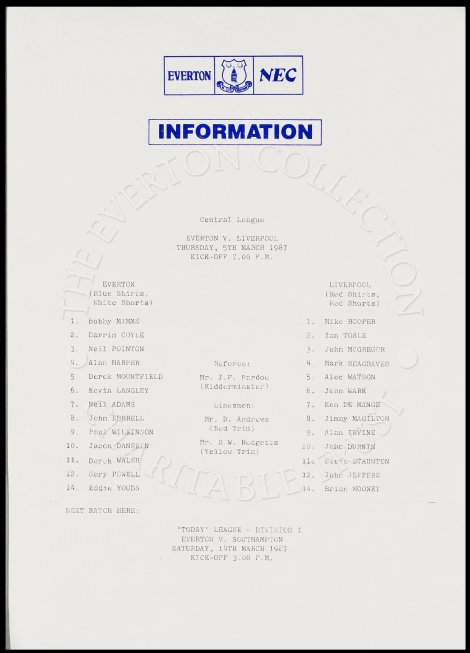 EVERTON NEC
INFORMATION
THE EVERTON COLLECTION
CHARITABLE TRUST
Central League
EVERTON V. LIVERPOOL
THURSDAY, 5TH MARCH 1987
KICK-OFF 7.00 P.M.
EVERTON
(Blue Shirts,
White Shorts)
1. Bobby MIMMS
2. Darrin COYLE
3. Neil POINTON
4. Alan HARPER
5. Derek MOUNTFIELD
6. Kevin LANGLEY
7. Neil ADAMS
8. John EBBRELL
9. Paul WILKINSON
10. Jason DANSKIN
11. Derek WALSH
12. Gary POWELL
14. Eddie YOUDS
Referee:
Mr. J.P. Pardoe
(Kidderminster)
Linesmen:
Mr. B. Andrews
(Red Trim)
Mr. R W. Hodgetts
(Yellow Trim)
LIVERPOOL
(Red Shirts,
Red Shorts)
1. Mike HOOPER
2. Ian TOALE
3. John MCGREGOR
4. Mark SEAGRAVES
5. Alec WATSON
6. John WARK
7. Ken DE MANGE
8. Jimmy MAGILTON
9. Alan IRVINE
10. John DURNIN
11. Steve STAUNTON
12. John JEFFERS
14. Brian MOONEY
NEXT MATCH HERE:
'TODAY' LEAGUE - DIVISION I
EVERTON V. SOUTHAMPTON
SATURDAY, 14TH MARCH 1987
KICK-OFF 3.00 P.M.